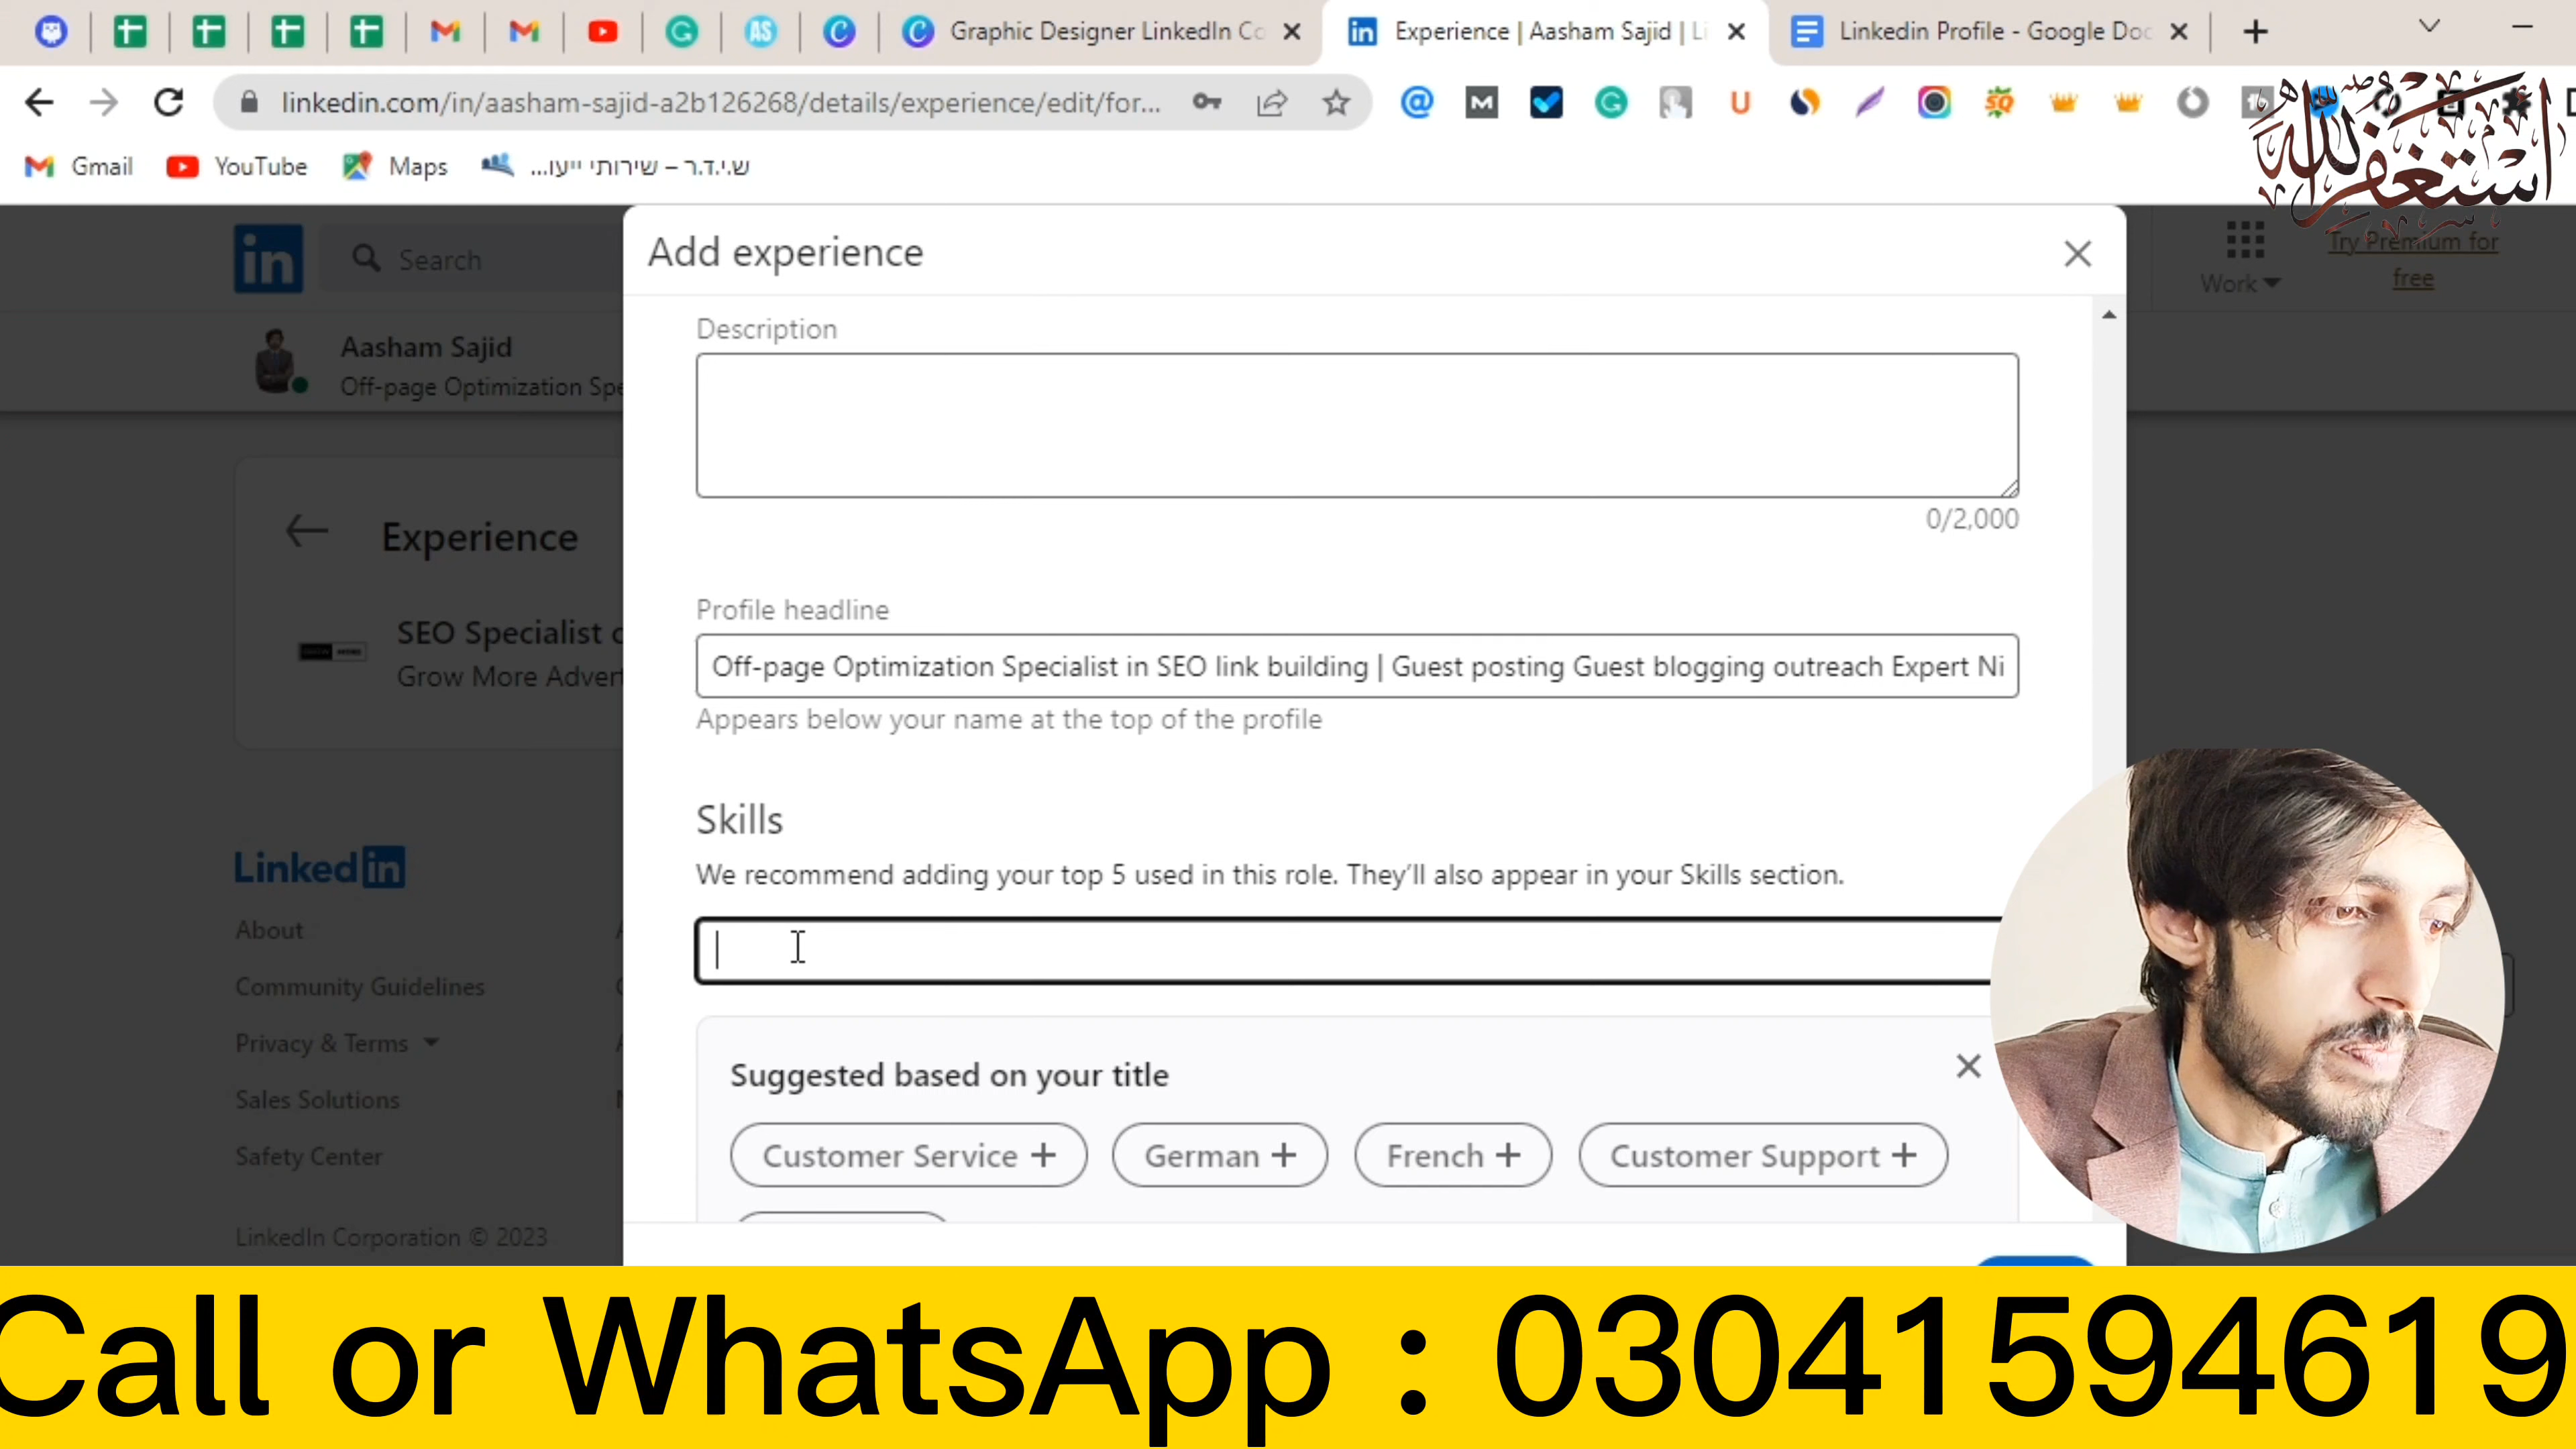 Graphic Designer LinkedIn Co
Experience | Aasham Sajid | Li
Linkedin Profile - Google Doc
linkedin.com/in/aasham-sajid-a2b126268/details/experience/edit/for...
Gmail
YouTube
Maps
ש.י.ד.ר – שירותי ייעו...
أستغفر الله
in
Search
Add experience
Work
Try Premium for
free
Aasham Sajid
Off-page Optimization Spe
Description
0/2,000
Experience
SEO Specialist
Grow More Adver
Profile headline
Off-page Optimization Specialist in SEO link building | Guest posting Guest blogging outreach Expert Ni
Appears below your name at the top of the profile
Skills
We recommend adding your top 5 used in this role. They'll also appear in your Skills section.
Linkedin
About
Community Guidelines
Privacy & Terms
Sales Solutions
Safety Center
LinkedIn Corporation © 2023
Suggested based on your title
Customer Service +
German +
French +
Customer Support +
Call or WhatsApp : 03041594619